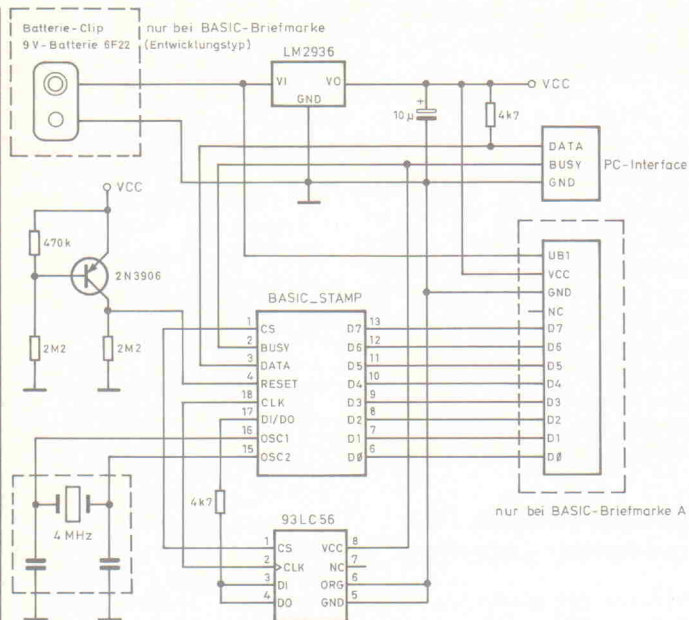 Batterie-Clip
9V-Batterie 6F22
nur bei BASIC-Briefmarke
(Entwicklungstyp)
LM2936
VI
VO
GND
VCC
10µ
+
4k7
DATA
BUSY
GND
PC-Interface
VCC
470k
2N3906
2M2
2M2
UB1
VCC
GND
NC
D7
D6
D5
D4
D3
D2
D1
DØ
nur bei BASIC-Briefmarke A
BASIC_STAMP
1 CS D7 13
2 BUSY D6 12
3 DATA D5 11
4 RESET D4 10
18 CLK D3 9
17 DI/DO D2 8
16 OSC1 D1 7
15 OSC2 DØ 6
4 MHz
4k7
93LC56
1 CS VCC 8
2 >CLK NC 7
3 DI ORG 6
4 DO GND 5